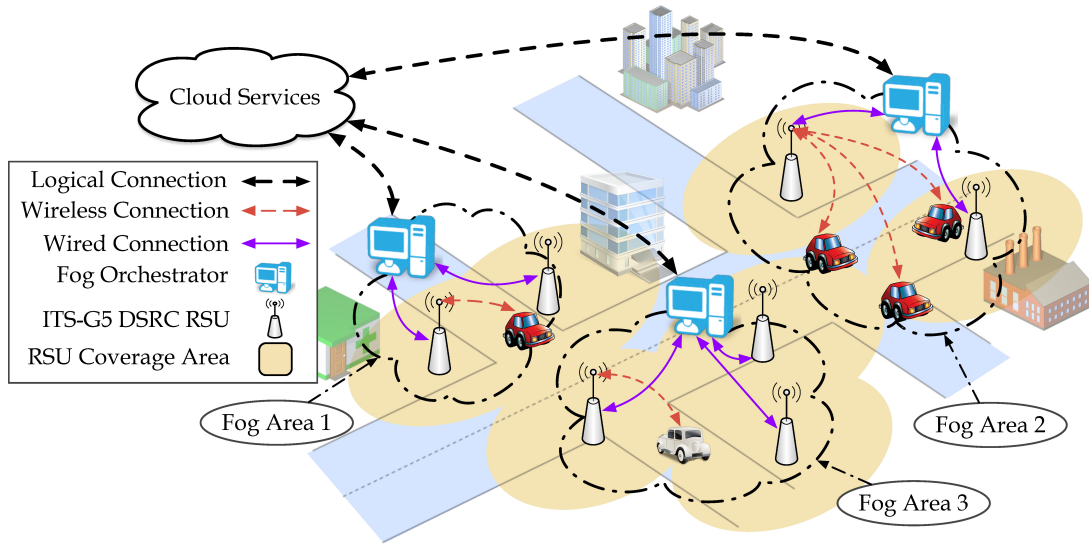 Cloud Services
Logical Connection
Wireless Connection
Wired Connection
Fog Orchestrator
ITS-G5 DSRC RSU
RSU Coverage Area
Fog Area 1
Fog Area 2
Fog Area 3